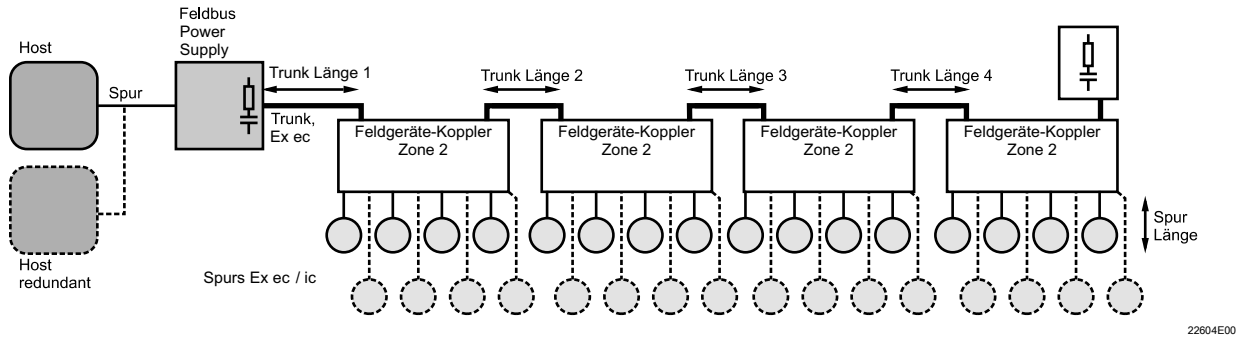 Feldbus
Power
Supply
Host
Trunk Länge 1
Trunk Länge 2
Trunk Länge 3
Trunk Länge 4
Spur
Trunk,
Ex ec
Feldgeräte-Koppler
Zone 2
Feldgeräte-Koppler
Zone 2
Feldgeräte-Koppler
Zone 2
Feldgeräte-Koppler
Zone 2
Spur
Länge
Host
redundant
Spurs Ex ec / ic
22604E00